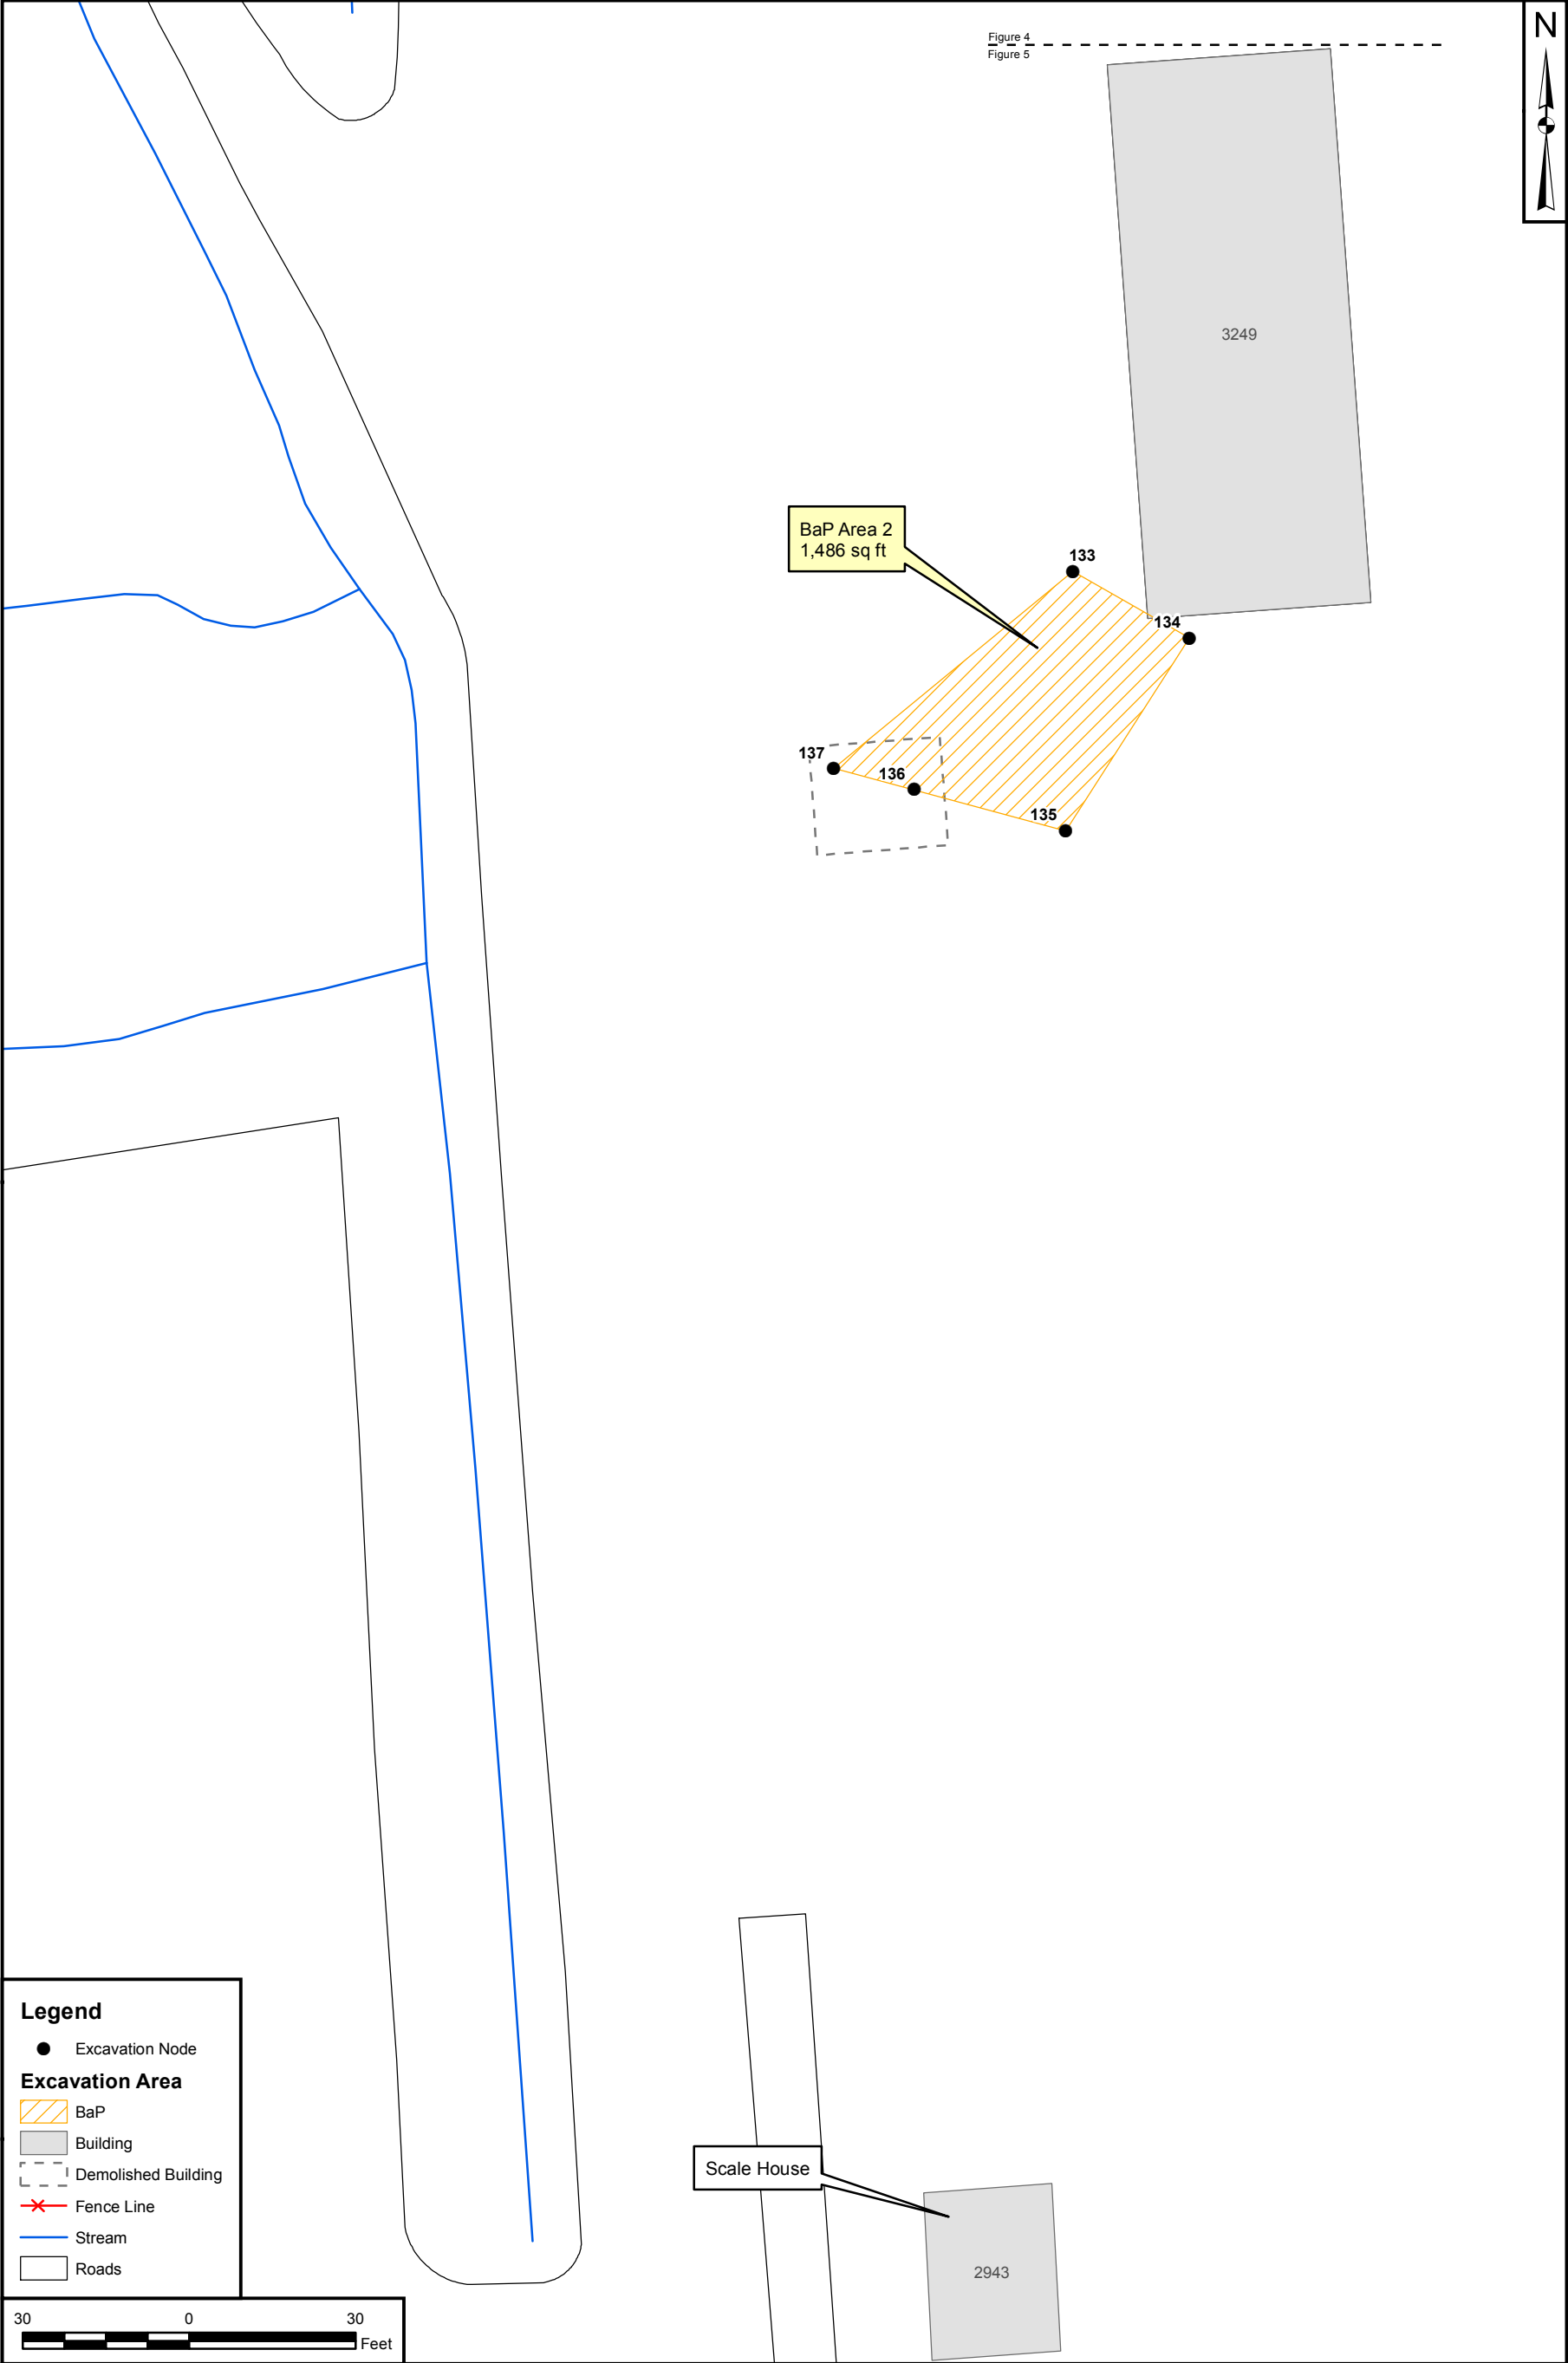 Figure 4
Figure 5
N
3249
BaP Area 2
1,486 sq ft
133
134
137
136
135
Legend
Excavation Node
Excavation Area
BaP
Building
Demolished Building
Fence Line
Stream
Roads
Scale House
2943
30 0 30
Feet